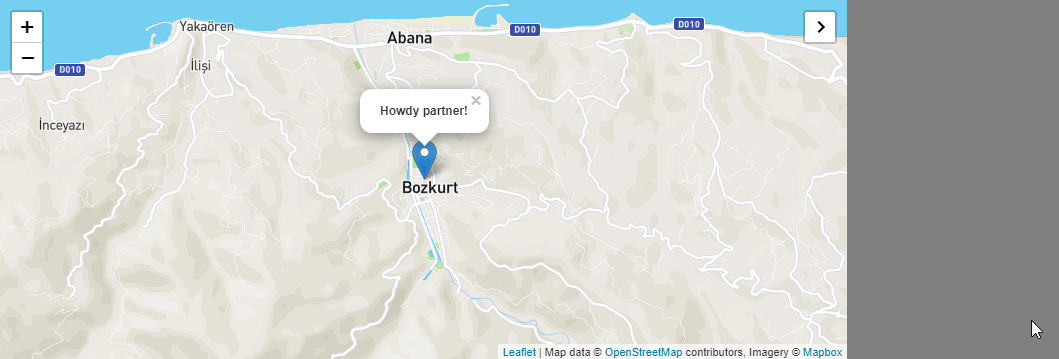 +
−
Yakaören
Abana
D010
D010
D010
İlişi
İnceyazı
Howdy partner!
×
Bozkurt
Leaflet | Map data © OpenStreetMap contributors, Imagery © Mapbox